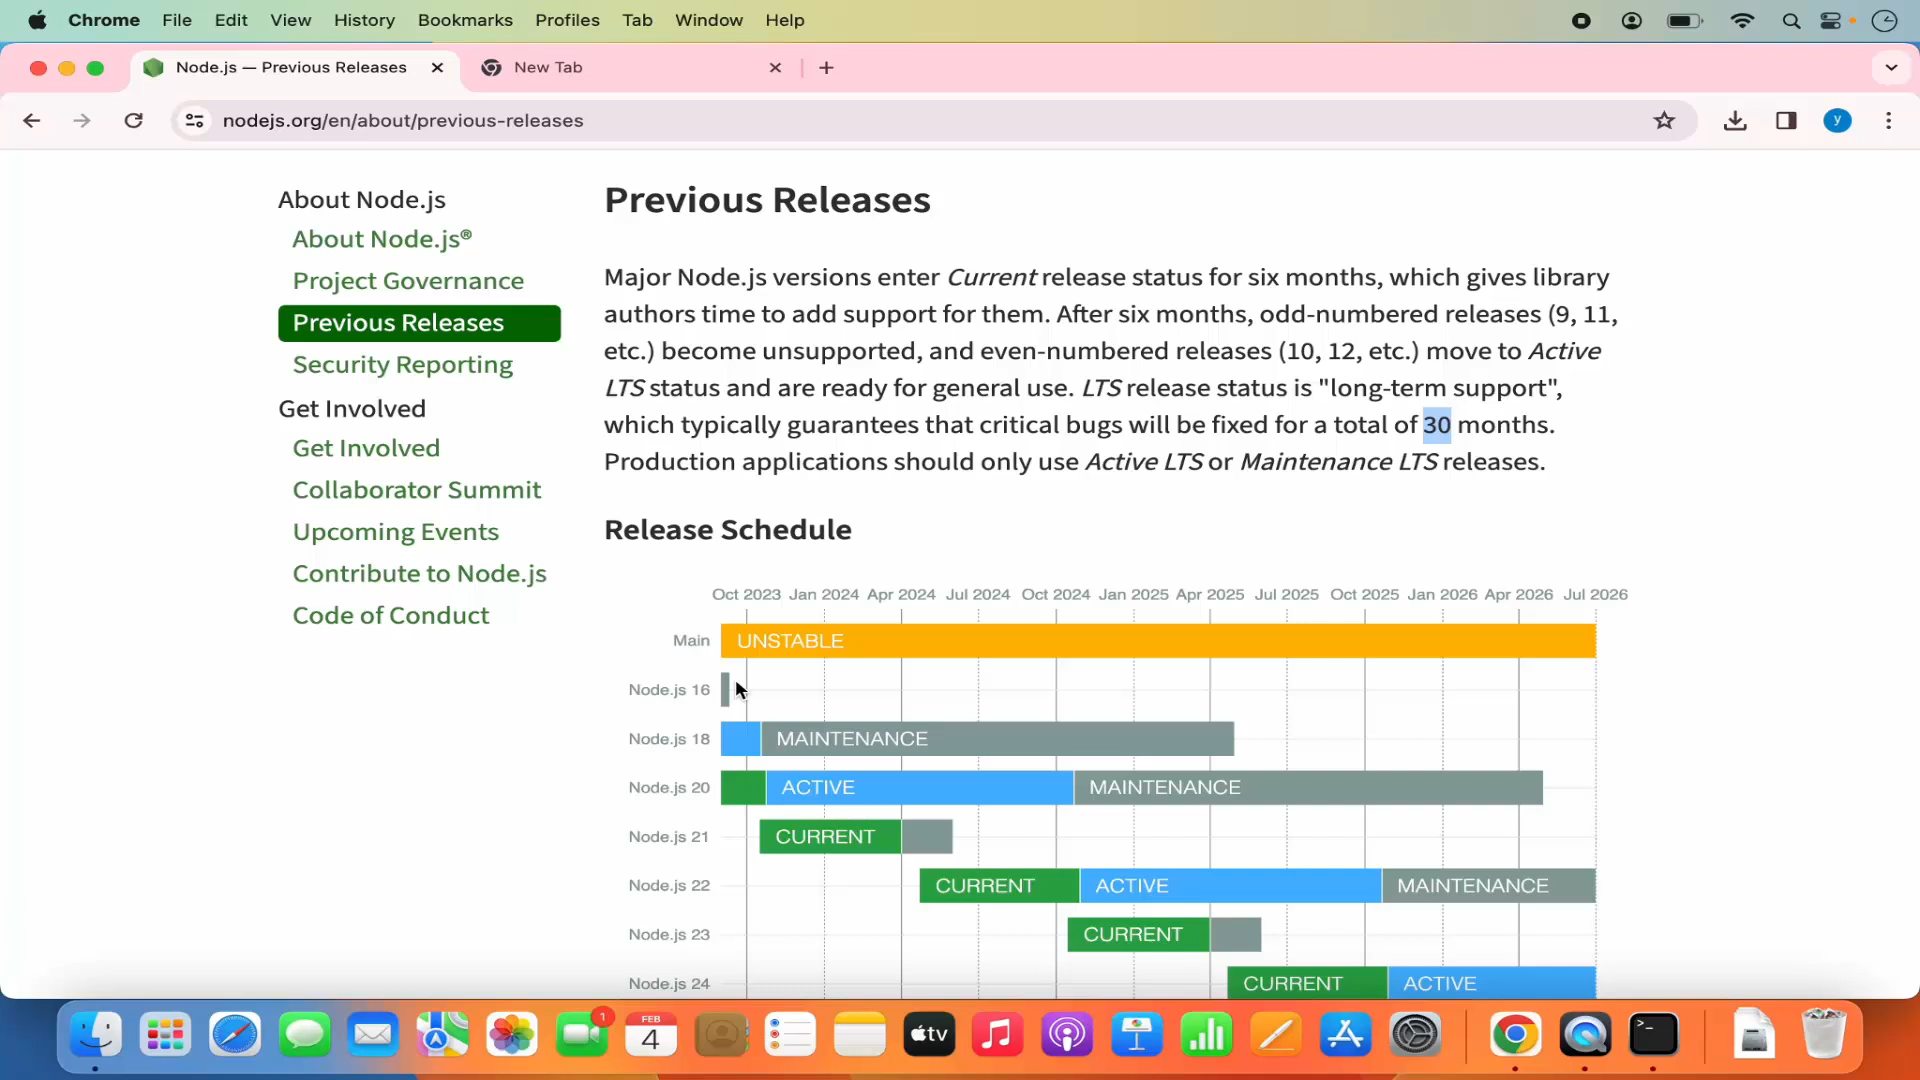 Chrome File Edit View History Bookmarks Profiles Tab Window Help
Node.js — Previous Releases
New Tab
nodejs.org/en/about/previous-releases
y
About Node.js
About Node.js®
Project Governance
Previous Releases
Security Reporting
Get Involved
Get Involved
Collaborator Summit
Upcoming Events
Contribute to Node.js
Code of Conduct
Previous Releases
Major Node.js versions enter Current release status for six months, which gives library
authors time to add support for them. After six months, odd-numbered releases (9, 11,
etc.) become unsupported, and even-numbered releases (10, 12, etc.) move to Active
LTS status and are ready for general use. LTS release status is "long-term support",
which typically guarantees that critical bugs will be fixed for a total of 30 months.
Production applications should only use Active LTS or Maintenance LTS releases.
Release Schedule
Oct 2023 Jan 2024 Apr 2024 Jul 2024 Oct 2024 Jan 2025 Apr 2025 Jul 2025 Oct 2025 Jan 2026 Apr 2026 Jul 2026
Main UNSTABLE
Node.js 16
Node.js 18 MAINTENANCE
Node.js 20 ACTIVE MAINTENANCE
Node.js 21 CURRENT
Node.js 22 CURRENT ACTIVE MAINTENANCE
Node.js 23 CURRENT
Node.js 24 CURRENT ACTIVE
1
FEB
4
tv
>_